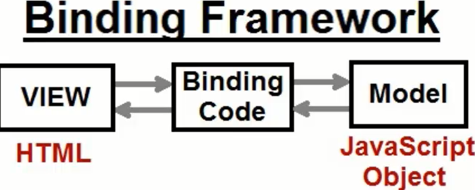 Binding Framework
VIEW
Binding
Code
Model
HTML
JavaScript
Object